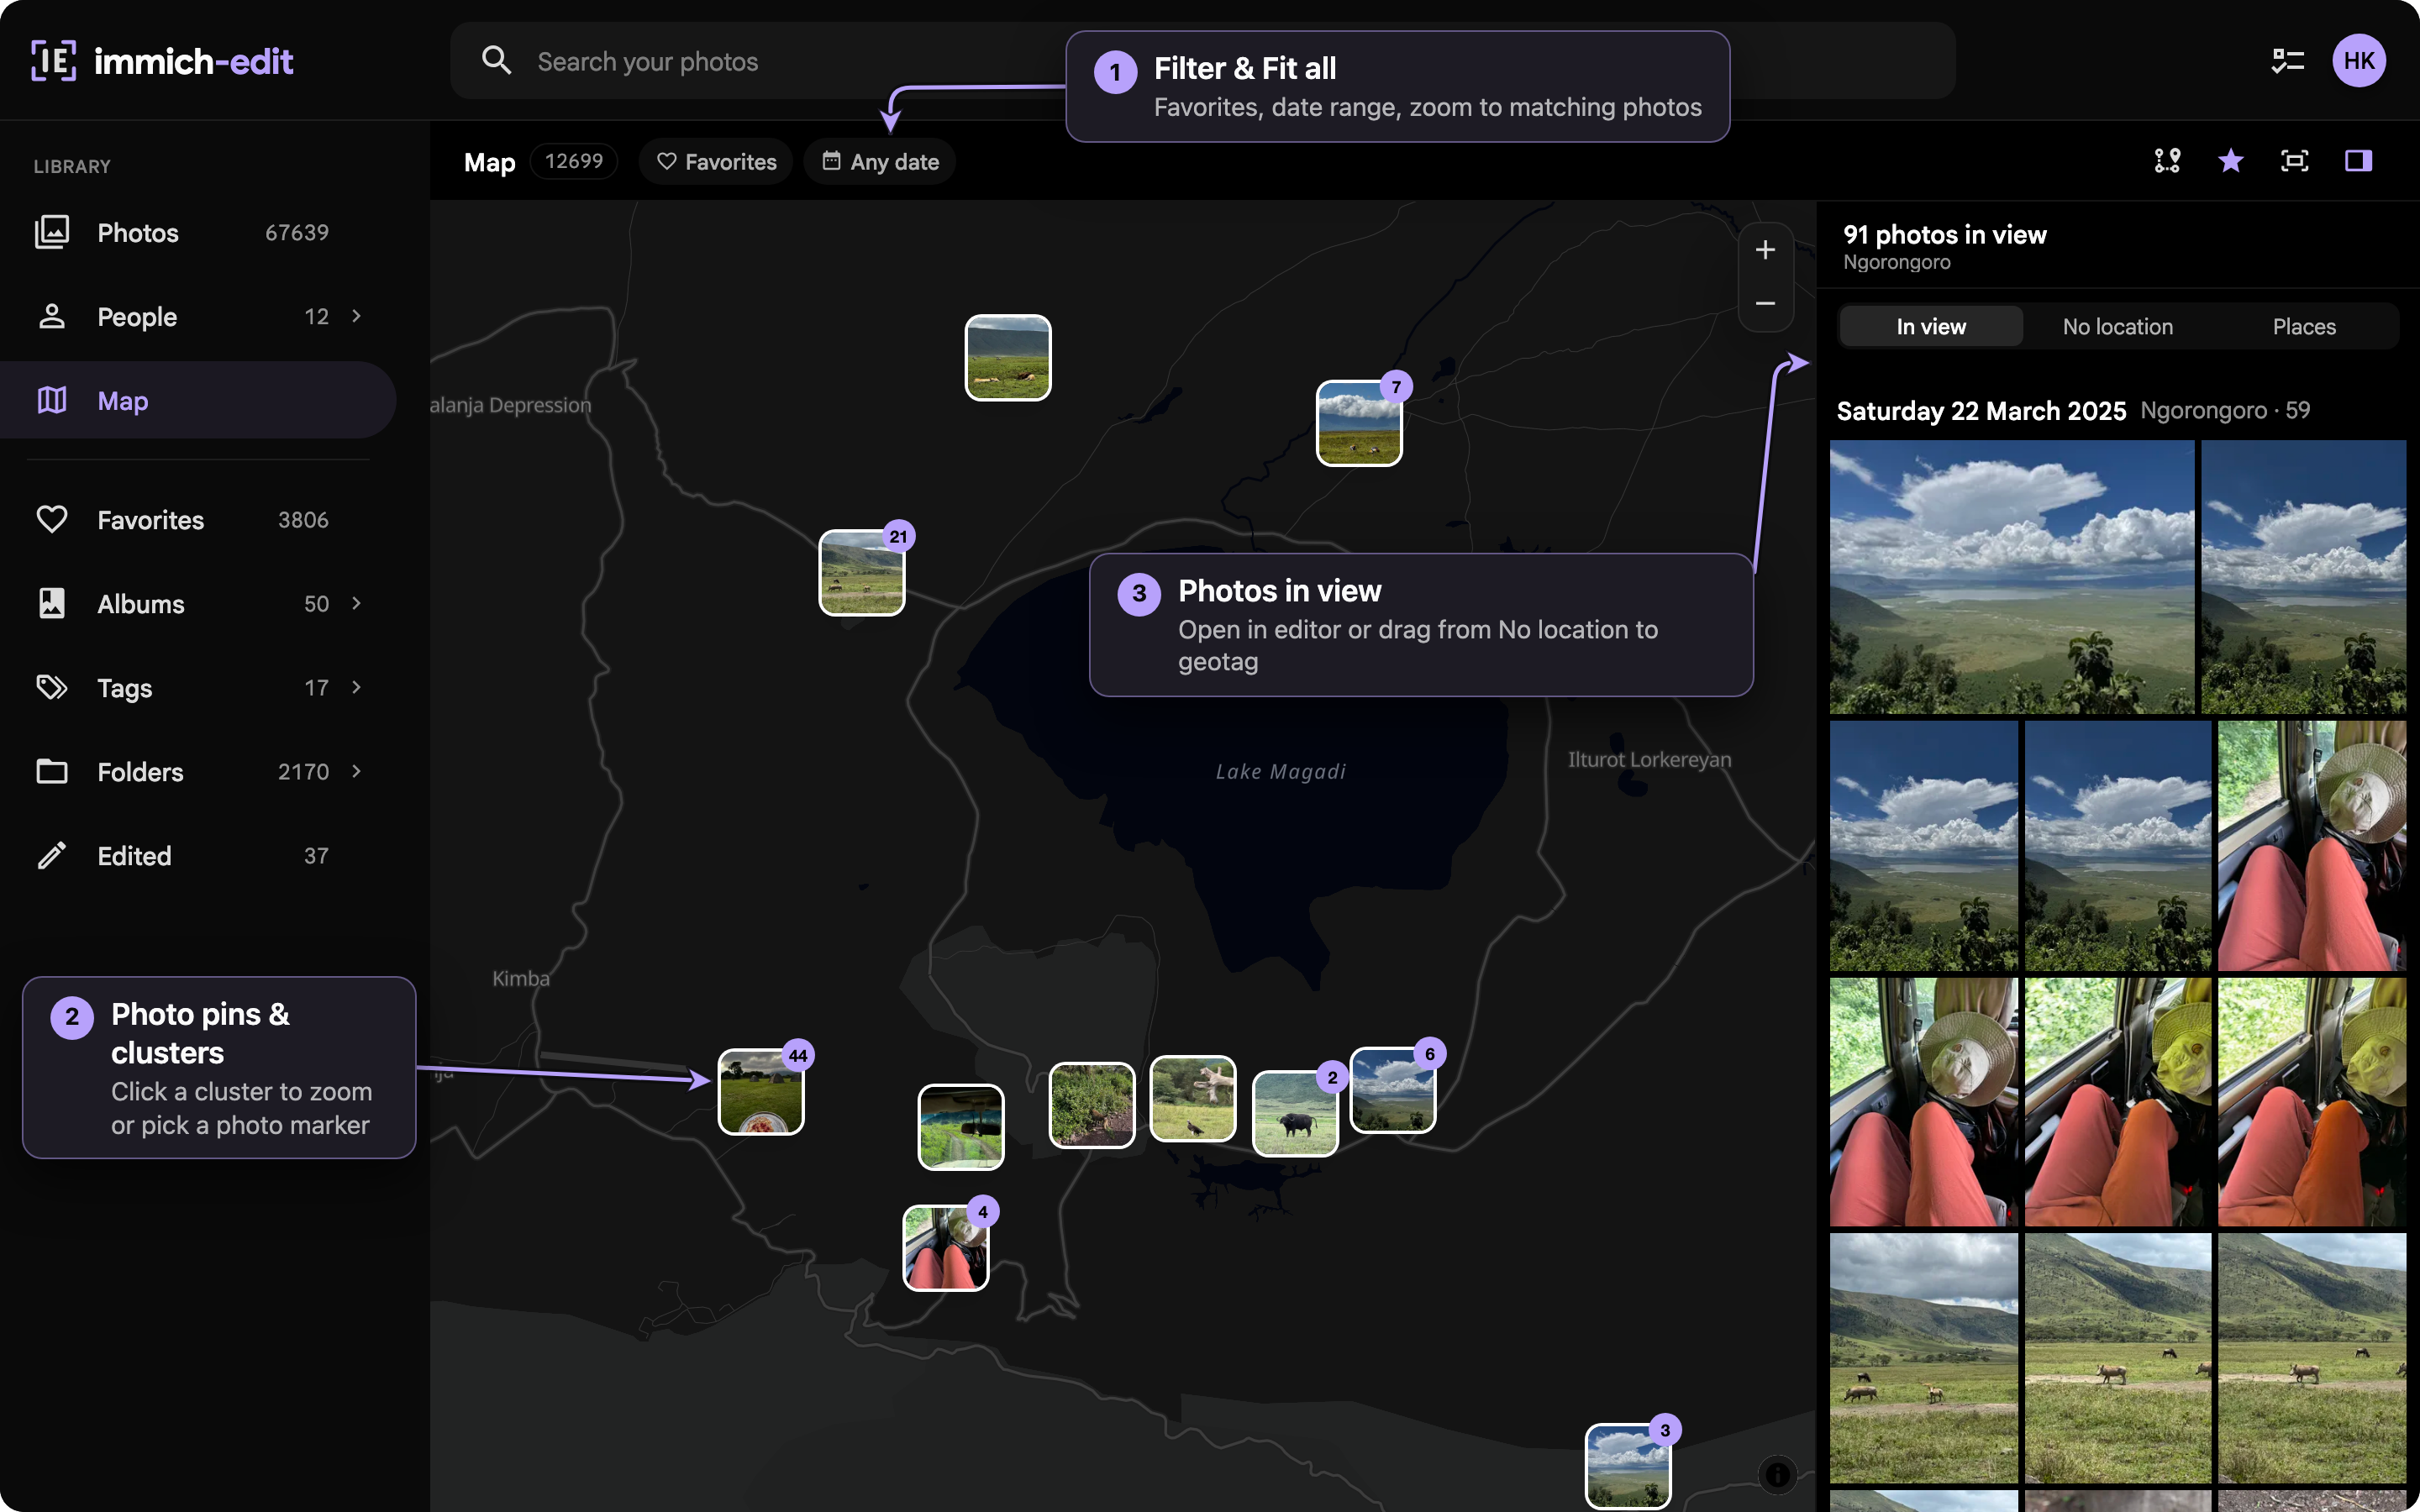 IE immich-edit
Search your photos
1 Filter & Fit all
Favorites, date range, zoom to matching photos
HK
LIBRARY
Photos 67639
People 12
Map
Favorites 3806
Albums 50
Tags 17
Folders 2170
Edited 37
2 Photo pins &
clusters
Click a cluster to zoom
or pick a photo marker
Map 12699 Favorites Any date
alanja Depression
7
21
3 Photos in view
Open in editor or drag from No location to
geotag
Lake Magadi
Ilturot Lorkereyan
Kimba
44
2
6
4
3
91 photos in view
Ngorongoro
In view No location Places
Saturday 22 March 2025 Ngorongoro · 59